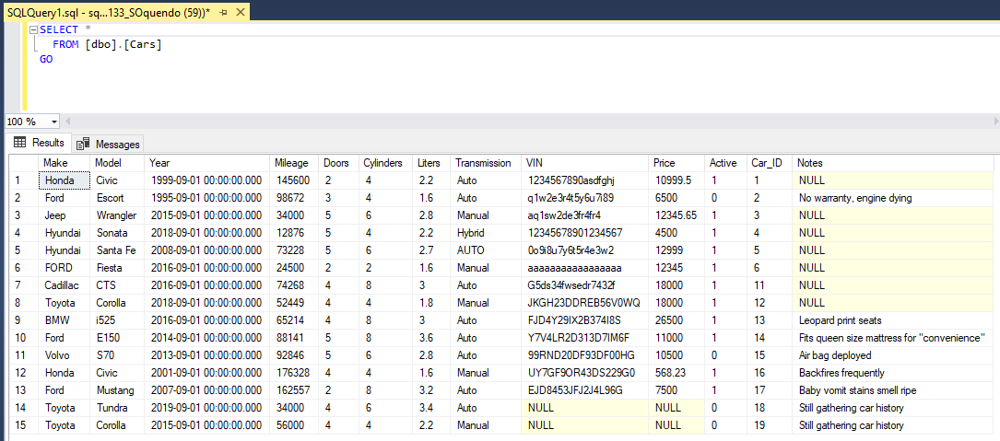 SQLQuery1.sql - sq...133_SOquendo (59))*
SELECT *
FROM [dbo].[Cars]
GO
100 %
Results Messages
Make Model Year Mileage Doors Cylinders Liters Transmission VIN Price Active Car_ID Notes
1 Honda Civic 1999-09-01 00:00:00.000 145600 2 4 2.2 Auto 1234567890asdfghj 10999.5 1 1 NULL
2 Ford Escort 1995-09-01 00:00:00.000 98672 3 4 1.6 Auto q1w2e3r4t5y6u7i89 6500 0 2 No warranty, engine dying
3 Jeep Wrangler 2015-09-01 00:00:00.000 34000 5 6 2.8 Manual aq1sw2de3fr4fr4 12345.65 1 3 NULL
4 Hyundai Sonata 2018-09-01 00:00:00.000 12876 5 4 2.2 Hybrid 12345678901234567 4500 1 4 NULL
5 Hyundai Santa Fe 2008-09-01 00:00:00.000 73228 5 6 2.7 AUTO 0o9i8u7y6t5r4e3w2 12999 1 5 NULL
6 FORD Fiesta 2016-09-01 00:00:00.000 24500 2 2 1.6 Manual aaaaaaaaaaaaaaaaa 12345 1 6 NULL
7 Cadillac CTS 2016-09-01 00:00:00.000 74268 4 8 3 Auto G5ds34fwsedr7432f 18000 1 11 NULL
8 Toyota Corolla 2018-09-01 00:00:00.000 52449 4 4 1.8 Manual JKGH23DDREB56V0WQ 18000 1 12 NULL
9 BMW i525 2016-09-01 00:00:00.000 65214 4 8 3 Auto FJD4Y29IX2B374I8S 26500 1 13 Leopard print seats
10 Ford E150 2014-09-01 00:00:00.000 88141 5 8 3.6 Auto Y7V4LR2D313D7IM6F 11000 1 14 Fits queen size mattress for "convenience"
11 Volvo S70 2013-09-01 00:00:00.000 92846 5 6 2.8 Auto 99RND20DF93DF00HG 10500 0 15 Air bag deployed
12 Honda Civic 2001-09-01 00:00:00.000 176328 4 4 1.6 Manual UY7GF9OR43DS229G0 568.23 1 16 Backfires frequently
13 Ford Mustang 2007-09-01 00:00:00.000 162557 2 8 3.2 Auto EJD8453JFJ2J4L96G 7500 1 17 Baby vomit stains smell ripe
14 Toyota Tundra 2019-09-01 00:00:00.000 34000 4 6 3.4 Auto NULL NULL 0 18 Still gathering car history
15 Toyota Corolla 2015-09-01 00:00:00.000 56000 4 4 2.2 Manual NULL NULL 0 19 Still gathering car history